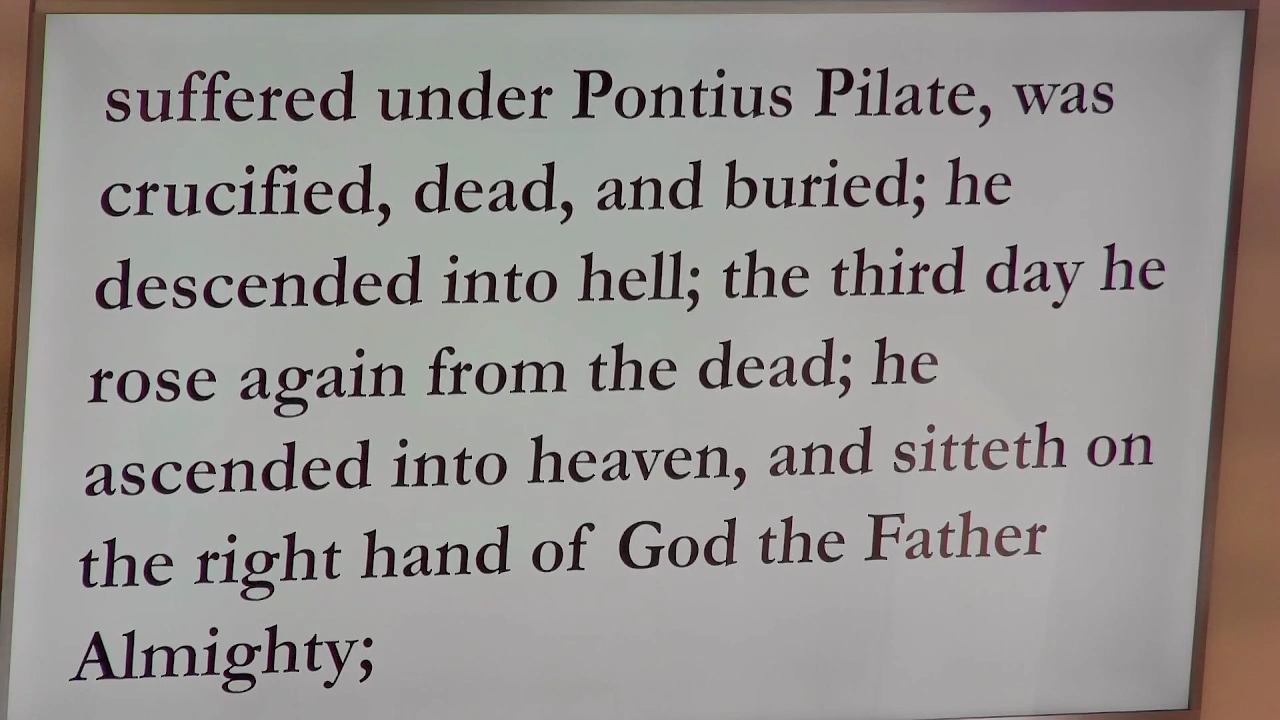 suffered under Pontius Pilate, was
crucified, dead, and buried; he
descended into hell; the third day he
rose again from the dead; he
ascended into heaven, and sitteth on
the right hand of God the Father
Almighty;